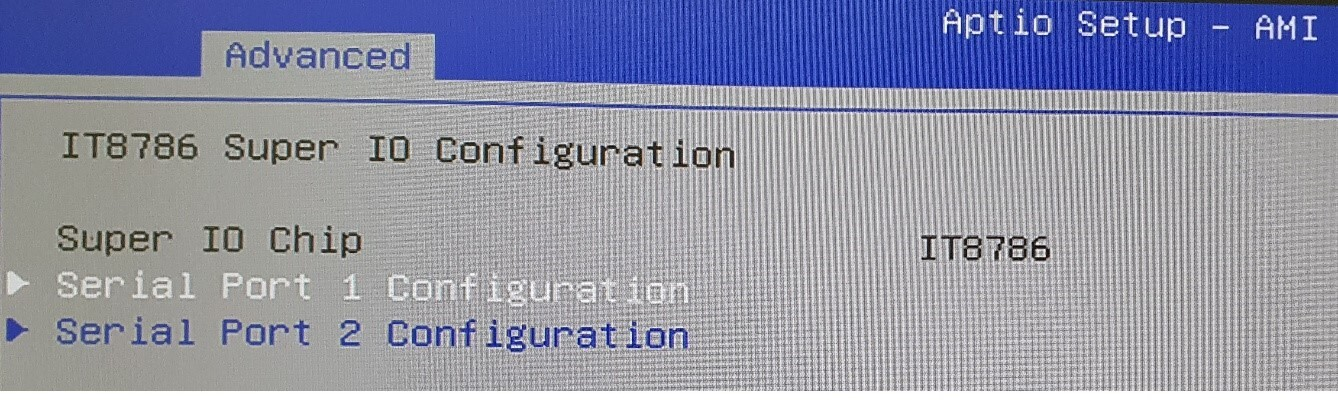 Aptio Setup - AMI
Advanced
IT8786 Super IO Configuration
Super IO Chip IT8786
Serial Port 1 Configuration
Serial Port 2 Configuration